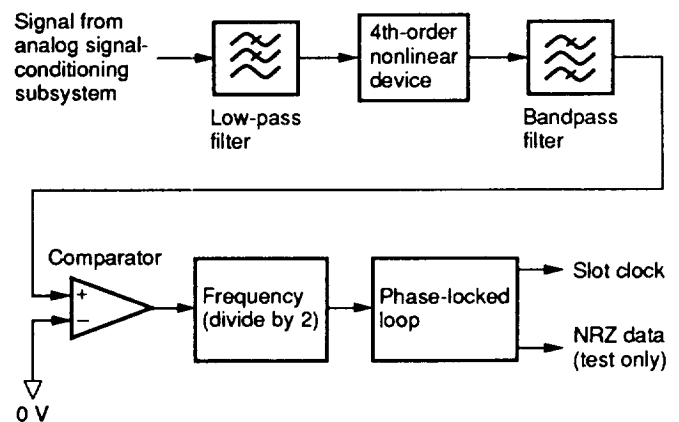 Signal from
analog signal-
conditioning
subsystem
Low-pass
filter
4th-order
nonlinear
device
Bandpass
filter
Comparator
+
−
0 V
Frequency
(divide by 2)
Phase-locked
loop
Slot clock
NRZ data
(test only)